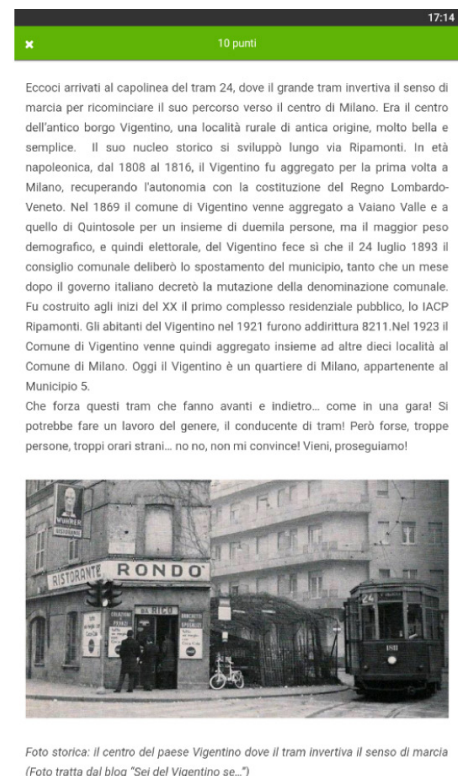 17:14
10 punti
Eccoci arrivati al capolinea del tram 24, dove il grande tram invertiva il senso di
marcia per ricominciare il suo percorso verso il centro di Milano. Era il centro
dell'antico borgo Vigentino, una località rurale di antica origine, molto bella e
semplice. Il suo nucleo storico si sviluppò lungo via Ripamonti. In età
napoleonica, dal 1808 al 1816, il Vigentino fu aggregato per la prima volta a
Milano, recuperando l'autonomia con la costituzione del Regno Lombardo-
Veneto. Nel 1869 il comune di Vigentino venne aggregato a Vaiano Valle e a
quello di Quintosole per un insieme di duemila persone, ma il maggior peso
demografico, e quindi elettorale, del Vigentino fece sì che il 24 luglio 1893 il
consiglio comunale deliberò lo spostamento del municipio, tanto che un mese
dopo il governo italiano decretò la mutazione della denominazione comunale.
Fu costruito agli inizi del XX il primo complesso residenziale pubblico, lo IACP
Ripamonti. Gli abitanti del Vigentino nel 1921 furono addirittura 8211.Nel 1923 il
Comune di Vigentino venne quindi aggregato insieme ad altre dieci località al
Comune di Milano. Oggi il Vigentino è un quartiere di Milano, appartenente al
Municipio 5.
Che forza questi tram che fanno avanti e indietro... come in una gara! Si
potrebbe fare un lavoro del genere, il conducente di tram! Però forse, troppe
persone, troppi orari strani... no no, non mi convince! Vieni, proseguiamo!
WÜHRER
RISTORANTE RONDO'
DA RICO
24
Foto storica: il centro del paese Vigentino dove il tram invertiva il senso di marcia
(Foto tratta dal blog "Sei del Vigentino se...")